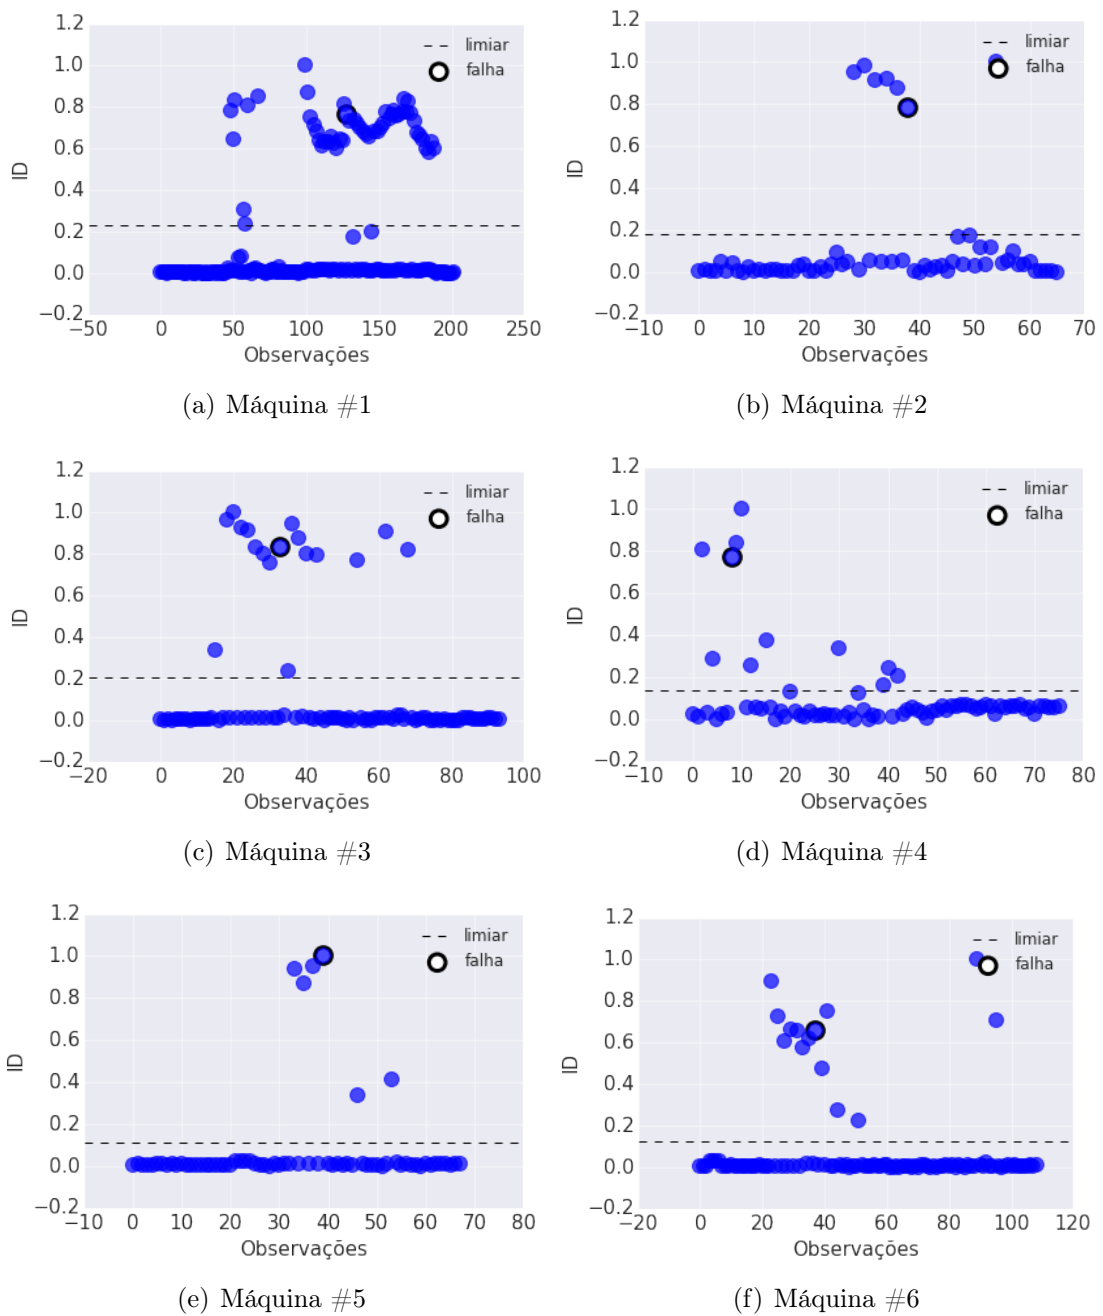 1.2
1.0
0.8
0.6
0.4
0.2
0.0
−0.2
−50 0 50 100 150 200 250
ID
Observações
limiar
falha
(a) Máquina #1
1.2
1.0
0.8
0.6
0.4
0.2
0.0
−0.2
−10 0 10 20 30 40 50 60 70
ID
Observações
limiar
falha
(b) Máquina #2
1.2
1.0
0.8
0.6
0.4
0.2
0.0
−0.2
−20 0 20 40 60 80 100
ID
Observações
limiar
falha
(c) Máquina #3
1.2
1.0
0.8
0.6
0.4
0.2
0.0
−0.2
−10 0 10 20 30 40 50 60 70 80
ID
Observações
limiar
falha
(d) Máquina #4
1.2
1.0
0.8
0.6
0.4
0.2
0.0
−0.2
−10 0 10 20 30 40 50 60 70 80
ID
Observações
limiar
falha
(e) Máquina #5
1.2
1.0
0.8
0.6
0.4
0.2
0.0
−0.2
−20 0 20 40 60 80 100 120
ID
Observações
limiar
falha
(f) Máquina #6